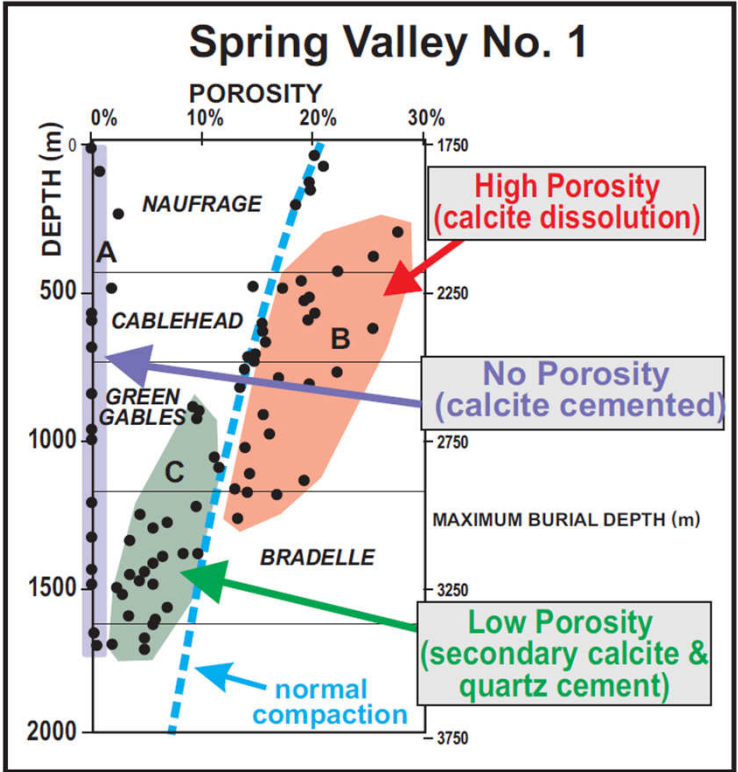 Spring Valley No. 1
POROSITY
0% 10% 20% 30%
DEPTH (m)
0
500
1000
1500
2000
1750
2250
2750
3250
3750
MAXIMUM BURIAL DEPTH (m)
NAUFRAGE
A
CABLEHEAD
B
GREEN
GABLES
C
BRADELLE
High Porosity
(calcite dissolution)
No Porosity
(calcite cemented)
Low Porosity
(secondary calcite &
quartz cement)
normal
compaction